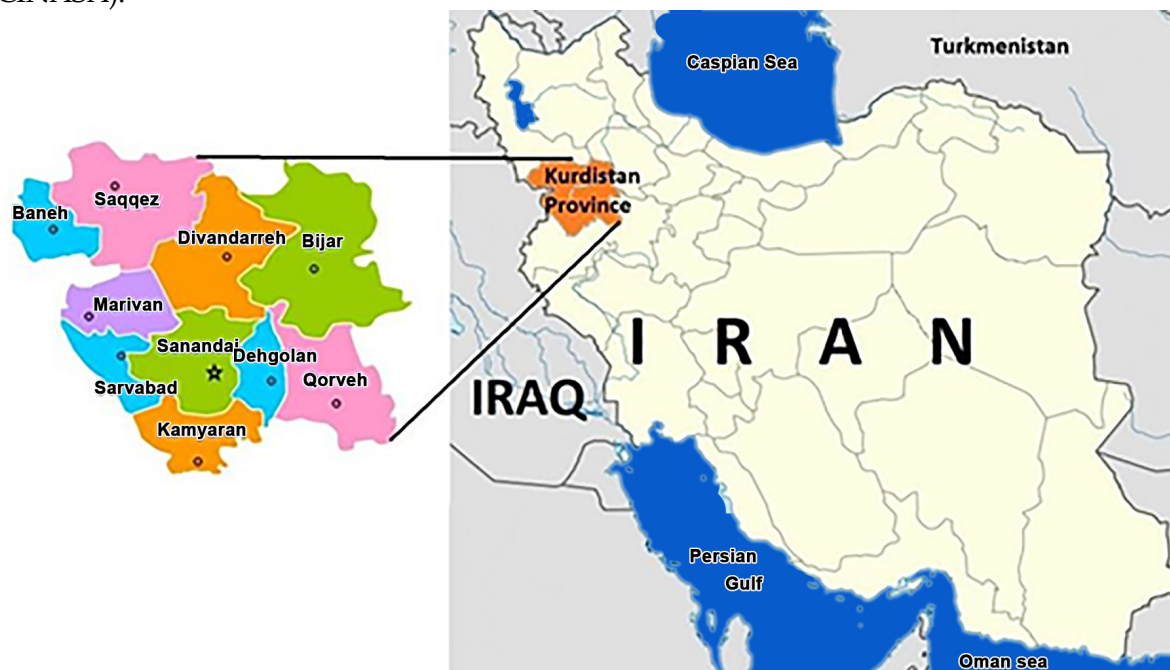 Caspian Sea
Turkmenistan
Kurdistan
Province
Saqqez
Baneh
Divandarreh
Bijar
Marivan
Sanandaj
Dehgolan
Sarvabad
Qorveh
Kamyaran
IRAN
IRAQ
Persian
Gulf
Oman sea